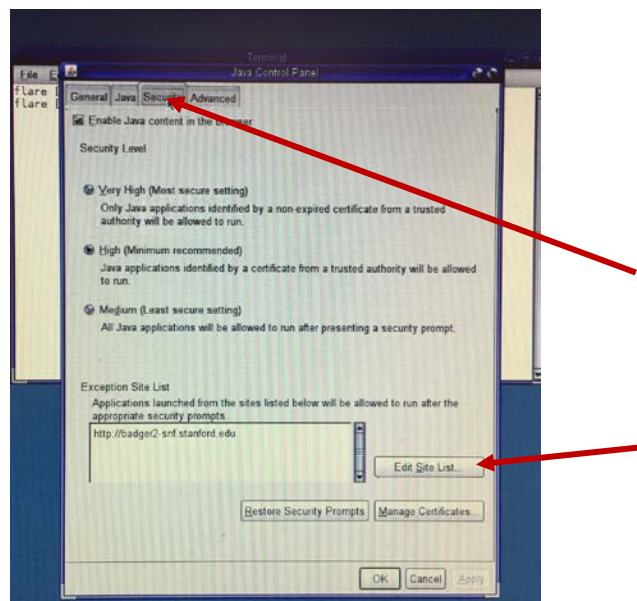 Terminal
Java Control Panel
File E
flare [
flare [
General Java Security Advanced
Enable Java content in the browser
Security Level
Very High (Most secure setting)
Only Java applications identified by a non-expired certificate from a trusted
authority will be allowed to run.
High (Minimum recommended)
Java applications identified by a certificate from a trusted authority will be allowed
to run.
Medium (Least secure setting)
All Java applications will be allowed to run after presenting a security prompt.
Exception Site List
Applications launched from the sites listed below will be allowed to run after the
appropriate security prompts.
http://badger2-snf.stanford.edu
Edit Site List...
Restore Security Prompts Manage Certificates...
OK Cancel Apply